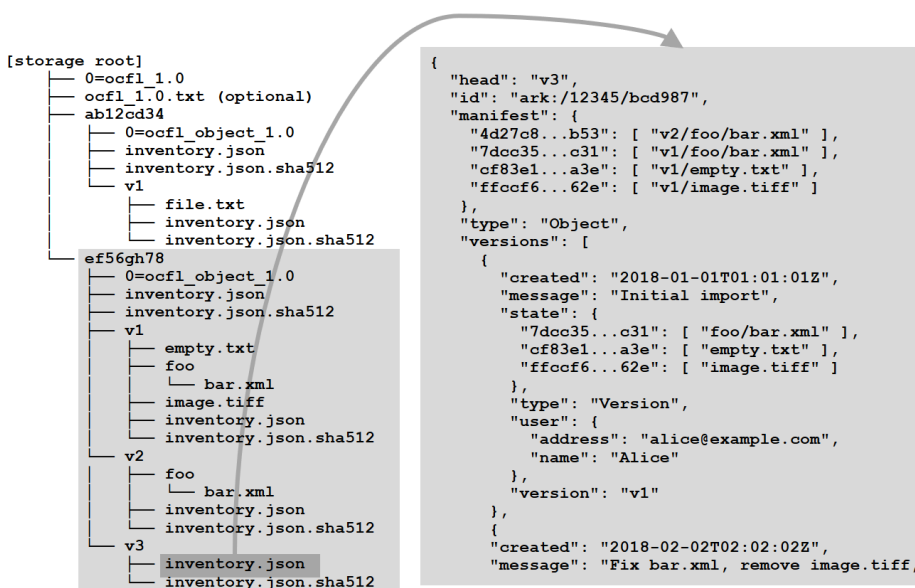 [storage root]
├── 0=ocfl_1.0
├── ocfl_1.0.txt (optional)
├── ab12cd34
│   ├── 0=ocfl_object_1.0
│   ├── inventory.json
│   ├── inventory.json.sha512
│   └── v1
│       ├── file.txt
│       ├── inventory.json
│       └── inventory.json.sha512
└── ef56gh78
    ├── 0=ocfl_object_1.0
    ├── inventory.json
    ├── inventory.json.sha512
    ├── v1
    │   ├── empty.txt
    │   ├── foo
    │   │   └── bar.xml
    │   ├── image.tiff
    │   ├── inventory.json
    │   └── inventory.json.sha512
    └── v2
    │   ├── foo
    │   │   └── bar.xml
    │   ├── inventory.json
    │   └── inventory.json.sha512
    └── v3
        ├── inventory.json
        └── inventory.json.sha512
{
  "head": "v3",
  "id": "ark:/12345/bcd987",
  "manifest": {
    "4d27c8...b53": [ "v2/foo/bar.xml" ],
    "7dcc35...c31": [ "v1/foo/bar.xml" ],
    "cf83e1...a3e": [ "v1/empty.txt" ],
    "ffccf6...62e": [ "v1/image.tiff" ]
   },
   "type": "Object",
   "versions": [
     {
       "created": "2018-01-01T01:01:01Z",
       "message": "Initial import",
       "state": {
         "7dcc35...c31": [ "foo/bar.xml" ],
         "cf83e1...a3e": [ "empty.txt" ],
         "ffccf6...62e": [ "image.tiff" ]
        },
        "type": "Version",
        "user": {
          "address": "alice@example.com",
          "name": "Alice"
        },
        "version": "v1"
      },
      {
      "created": "2018-02-02T02:02:02Z",
      "message": "Fix bar.xml, remove image.tiff,